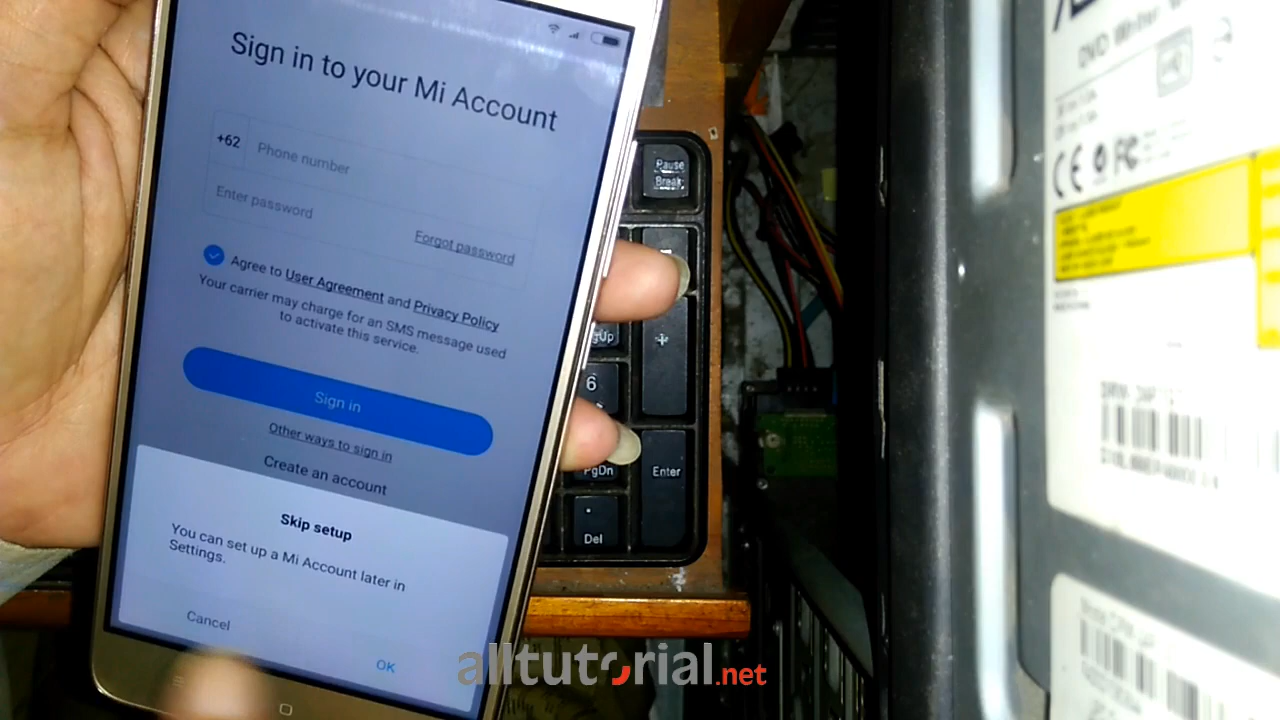 Sign in to your Mi Account
+62
Phone number
Enter password
Forgot password
Agree to User Agreement and Privacy Policy
Your carrier may charge for an SMS message used
to activate this service.
Sign in
Other ways to sign in
Create an account
Skip setup
You can set up a Mi Account later in
Settings.
Cancel
OK
Pause
Break
+
6
PgDn
Enter
.
Del
DVD Writer
CE FC
alltutorial.net